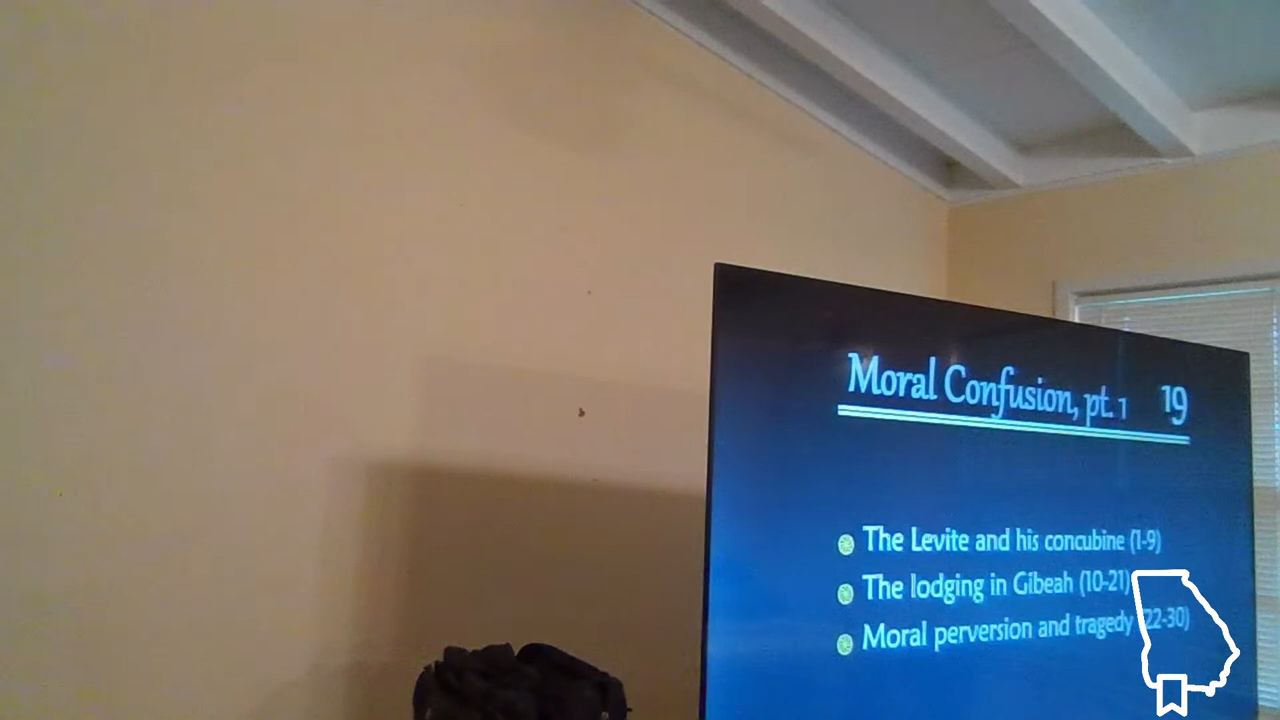 Moral Confusion, pt. 1 19
The Levite and his concubine (1-9)
The lodging in Gibeah (10-21)
Moral perversion and tragedy (22-30)